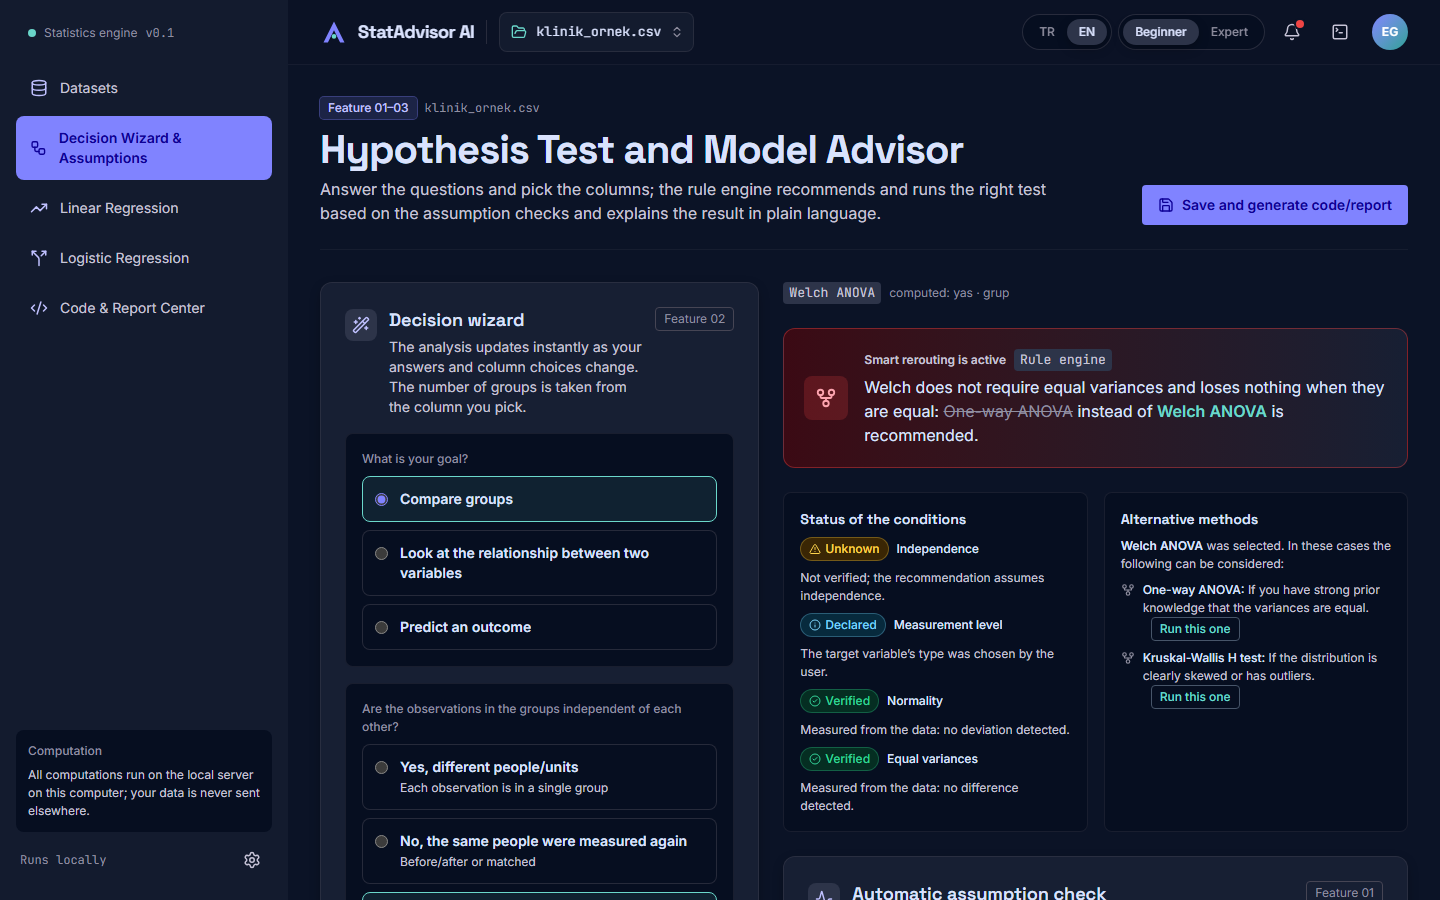 Statistics engine v0.1
Datasets
Decision Wizard &
Assumptions
Linear Regression
Logistic Regression
Code & Report Center
Computation
All computations run on the local server
on this computer; your data is never sent
elsewhere.
Runs locally
StatAdvisor AI
klinik_ornek.csv
TR EN
Beginner Expert
EG
Feature 01–03 klinik_ornek.csv
Hypothesis Test and Model Advisor
Answer the questions and pick the columns; the rule engine recommends and runs the right test
based on the assumption checks and explains the result in plain language.
Save and generate code/report
Decision wizard
Feature 02
The analysis updates instantly as your
answers and column choices change.
The number of groups is taken from
the column you pick.
What is your goal?
Compare groups
Look at the relationship between two
variables
Predict an outcome
Are the observations in the groups independent of each
other?
Yes, different people/units
Each observation is in a single group
No, the same people were measured again
Before/after or matched
Welch ANOVA computed: yas · grup
Smart rerouting is active Rule engine
Welch does not require equal variances and loses nothing when they
are equal: One-way ANOVA instead of Welch ANOVA is
recommended.
Status of the conditions
Unknown Independence
Not verified; the recommendation assumes
independence.
Declared Measurement level
The target variable's type was chosen by the
user.
Verified Normality
Measured from the data: no deviation detected.
Verified Equal variances
Measured from the data: no difference
detected.
Alternative methods
Welch ANOVA was selected. In these cases the
following can be considered:
One-way ANOVA: If you have strong prior
knowledge that the variances are equal.
Run this one
Kruskal-Wallis H test: If the distribution is
clearly skewed or has outliers.
Run this one
Automatic assumption check
Feature 01